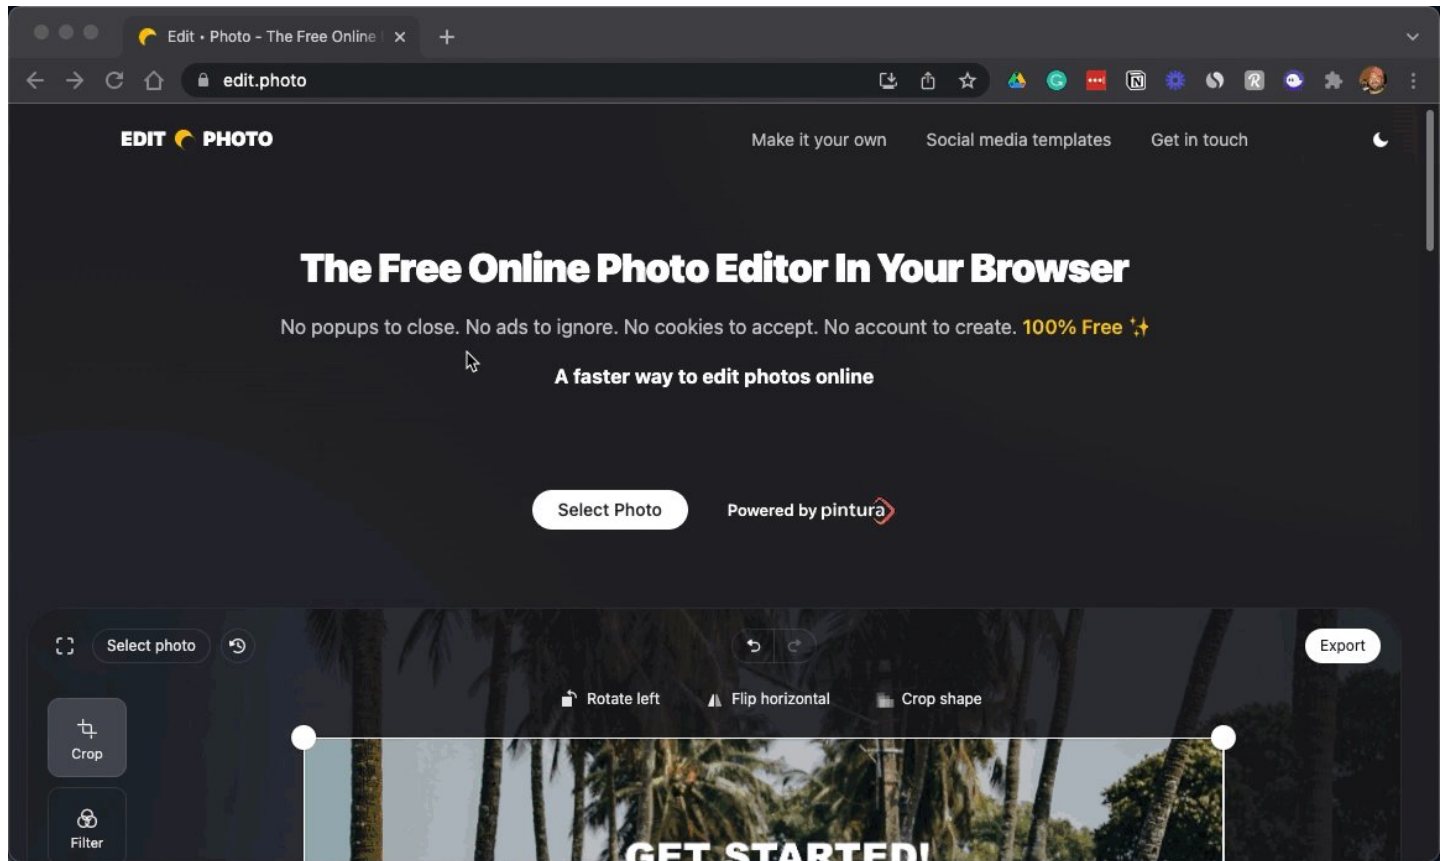 Edit • Photo - The Free Online
edit.photo
EDIT PHOTO
Make it your own
Social media templates
Get in touch
The Free Online Photo Editor In Your Browser
No popups to close. No ads to ignore. No cookies to accept. No account to create. 100% Free
A faster way to edit photos online
Select Photo
Powered by pintura
Select photo
Export
Rotate left
Flip horizontal
Crop shape
Crop
Filter
GET STARTED!